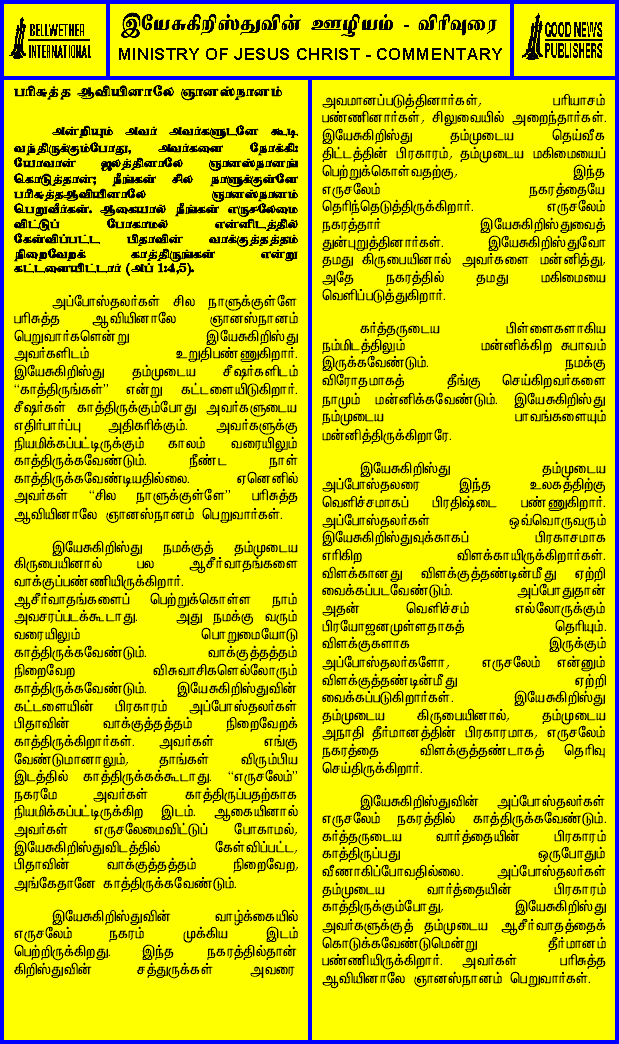 BELLWETHER
INTERNATIONAL
இயேசுகிறிஸ்துவின் ஊழியம் - விரிவுரை
MINISTRY OF JESUS CHRIST - COMMENTARY
GOOD NEWS
PUBLISHERS
பரிசுத்த ஆவியினாலே ஞானஸ்நானம்
அன்றியும் அவர் அவர்களுடனே கூடி
வந்திருக்கும்போது, அவர்களை நோக்கி:
யோவான் ஜலத்தினாலே ஞானஸ்நானங்
கொடுத்தான்; நீங்கள் சில நாளுக்குள்ளே
பரிசுத்தஆவியினாலே ஞானஸ்நானம்
பெறுவீர்கள். ஆகையால் நீங்கள் எருசலேமை
விட்டுப் போகாமல் என்னிடத்தில்
கேள்விப்பட்ட பிதாவின் வாக்குத்தத்தம்
நிறைவேறக் காத்திருங்கள் என்று
கட்டளையிட்டார் (அப் 1:4,5).
அப்போஸ்தலர்கள் சில நாளுக்குள்ளே
பரிசுத்த ஆவியினாலே ஞானஸ்நானம்
பெறுவார்களென்று இயேசுகிறிஸ்து
அவர்களிடம் உறுதிபண்ணுகிறார்.
இயேசுகிறிஸ்து தம்முடைய சீஷர்களிடம்
“காத்திருங்கள்” என்று கட்டளையிடுகிறார்.
சீஷர்கள் காத்திருக்கும்போது அவர்களுடைய
எதிர்பார்ப்பு அதிகரிக்கும். அவர்களுக்கு
நியமிக்கப்பட்டிருக்கும் காலம் வரையிலும்
காத்திருக்கவேண்டும். நீண்ட நாள்
காத்திருக்கவேண்டியதில்லை. ஏனெனில்
அவர்கள் “சில நாளுக்குள்ளே” பரிசுத்த
ஆவியினாலே ஞானஸ்நானம் பெறுவார்கள்.
இயேசுகிறிஸ்து நமக்குத் தம்முடைய
கிருபையினால் பல ஆசீர்வாதங்களை
வாக்குப்பண்ணியிருக்கிறார்.
ஆசீர்வாதங்களைப் பெற்றுக்கொள்ள நாம்
அவசரப்படக்கூடாது. அது நமக்கு வரும்
வரையிலும் பொறுமையோடு
காத்திருக்கவேண்டும். வாக்குத்தத்தம்
நிறைவேற விசுவாசிகளெல்லோரும்
காத்திருக்கவேண்டும். இயேசுகிறிஸ்துவின்
கட்டளையின் பிரகாரம் அப்போஸ்தலர்கள்
பிதாவின் வாக்குத்தத்தம் நிறைவேறக்
காத்திருக்கிறார்கள். அவர்கள் எங்கு
வேண்டுமானாலும், தாங்கள் விரும்பிய
இடத்தில் காத்திருக்கக்கூடாது. “எருசலேம்”
நகரமே அவர்கள் காத்திருப்பதற்காக
நியமிக்கப்பட்டிருக்கிற இடம். ஆகையினால்
அவர்கள் எருசலேமைவிட்டுப் போகாமல்,
இயேசுகிறிஸ்துவிடத்தில் கேள்விப்பட்ட,
பிதாவின் வாக்குத்தத்தம் நிறைவேற,
அங்கேதானே காத்திருக்கவேண்டும்.
இயேசுகிறிஸ்துவின் வாழ்க்கையில்
எருசலேம் நகரம் முக்கிய இடம்
பெற்றிருக்கிறது. இந்த நகரத்தில்தான்
கிறிஸ்துவின் சத்துருக்கள் அவரை
அவமானப்படுத்தினார்கள், பரியாசம்
பண்ணினார்கள், சிலுவையில் அறைந்தார்கள்.
இயேசுகிறிஸ்து தம்முடைய தெய்வீக
திட்டத்தின் பிரகாரம், தம்முடைய மகிமையைப்
பெற்றுக்கொள்வதற்கு, இந்த
எருசலேம் நகரத்தையே
தெரிந்தெடுத்திருக்கிறார். எருசலேம்
நகரத்தார் இயேசுகிறிஸ்துவைத்
துன்புறுத்தினார்கள். இயேசுகிறிஸ்துவோ
தமது கிருபையினால் அவர்களை மன்னித்து,
அதே நகரத்தில் தமது மகிமையை
வெளிப்படுத்துகிறார்.
கர்த்தருடைய பிள்ளைகளாகிய
நம்மிடத்திலும் மன்னிக்கிற சுபாவம்
இருக்கவேண்டும். நமக்கு
விரோதமாகத் தீங்கு செய்கிறவர்களை
நாமும் மன்னிக்கவேண்டும். இயேசுகிறிஸ்து
நம்முடைய பாவங்களையும்
மன்னித்திருக்கிறாரே.
இயேசுகிறிஸ்து தம்முடைய
அப்போஸ்தலரை இந்த உலகத்திற்கு
வெளிச்சமாகப் பிரதிஷ்டை பண்ணுகிறார்.
அப்போஸ்தலர்கள் ஒவ்வொருவரும்
இயேசுகிறிஸ்துவுக்காகப் பிரகாசமாக
எரிகிற விளக்காயிருக்கிறார்கள்.
விளக்கானது விளக்குத்தண்டின்மீது ஏற்றி
வைக்கப்படவேண்டும். அப்போதுதான்
அதன் வெளிச்சம் எல்லோருக்கும்
பிரயோஜனமுள்ளதாகத் தெரியும்.
விளக்குகளாக இருக்கும்
அப்போஸ்தலர்களோ, எருசலேம் என்னும்
விளக்குத்தண்டின்மீது ஏற்றி
வைக்கப்படுகிறார்கள். இயேசுகிறிஸ்து
தம்முடைய கிருபையினால், தம்முடைய
அநாதி தீர்மானத்தின் பிரகாரமாக, எருசலேம்
நகரத்தை விளக்குத்தண்டாகத் தெரிவு
செய்திருக்கிறார்.
இயேசுகிறிஸ்துவின் அப்போஸ்தலர்கள்
எருசலேம் நகரத்தில் காத்திருக்கவேண்டும்.
கர்த்தருடைய வார்த்தையின் பிரகாரம்
காத்திருப்பது ஒருபோதும்
வீணாகிப்போவதில்லை. அப்போஸ்தலர்கள்
தம்முடைய வார்த்தையின் பிரகாரம்
காத்திருக்கும்போது, இயேசுகிறிஸ்து
அவர்களுக்குத் தம்முடைய ஆசீர்வாதத்தைக்
கொடுக்கவேண்டுமென்று தீர்மானம்
பண்ணியிருக்கிறார். அவர்கள் பரிசுத்த
ஆவியினாலே ஞானஸ்நானம் பெறுவார்கள்.